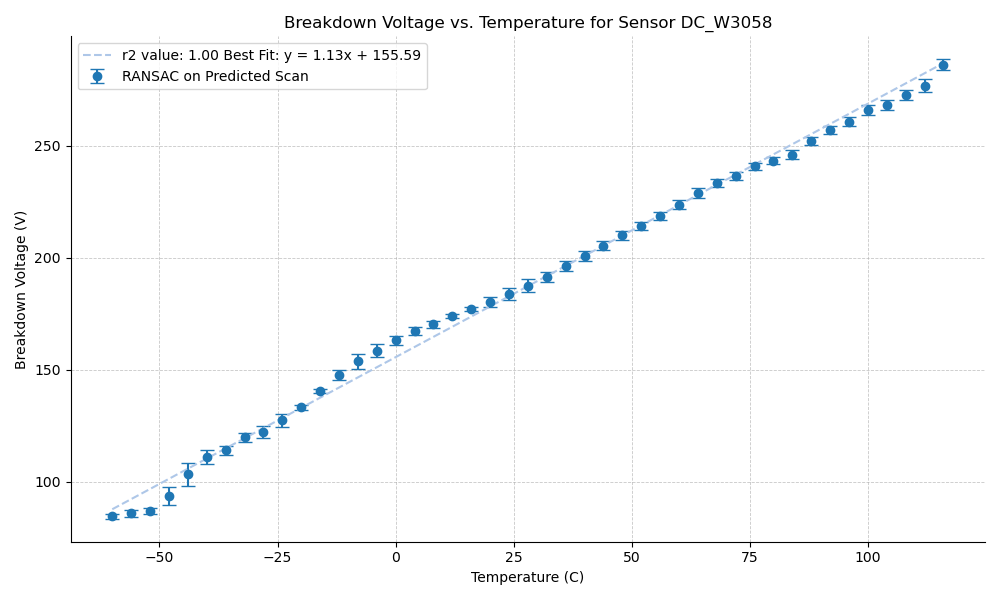 Breakdown Voltage vs. Temperature for Sensor DC_W3058
r2 value: 1.00 Best Fit: y = 1.13x + 155.59
RANSAC on Predicted Scan
Breakdown Voltage (V)
250
200
150
100
−50
−25
0
25
50
75
100
Temperature (C)